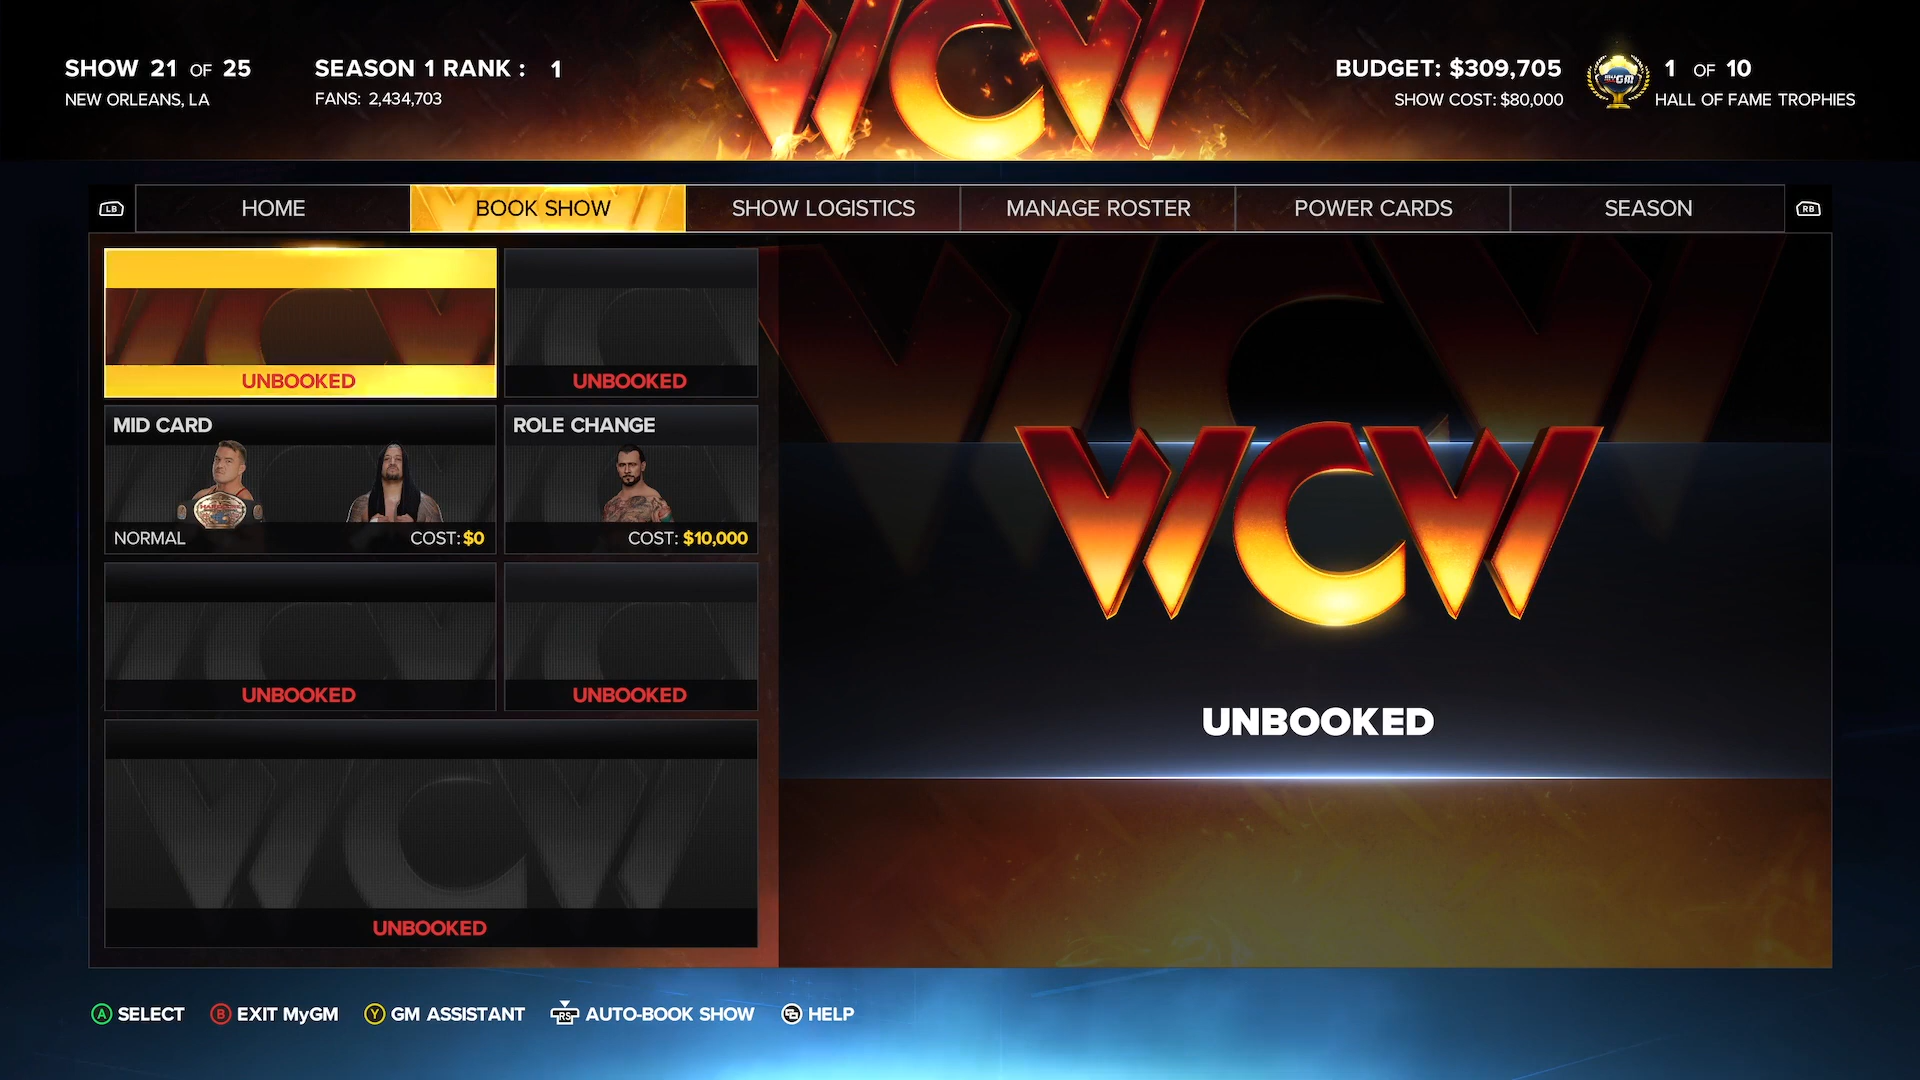 WCW
SHOW 21 OF 25
NEW ORLEANS, LA
SEASON 1 RANK : 1
FANS: 2,434,703
BUDGET: $309,705
SHOW COST: $80,000
1 OF 10
HALL OF FAME TROPHIES
LB
HOME
BOOK SHOW
SHOW LOGISTICS
MANAGE ROSTER
POWER CARDS
SEASON
RB
UNBOOKED
UNBOOKED
MID CARD
NORMAL
COST: $0
ROLE CHANGE
COST: $10,000
UNBOOKED
UNBOOKED
UNBOOKED
WCW
UNBOOKED
A SELECT
B EXIT MyGM
Y GM ASSISTANT
RS AUTO-BOOK SHOW
HELP